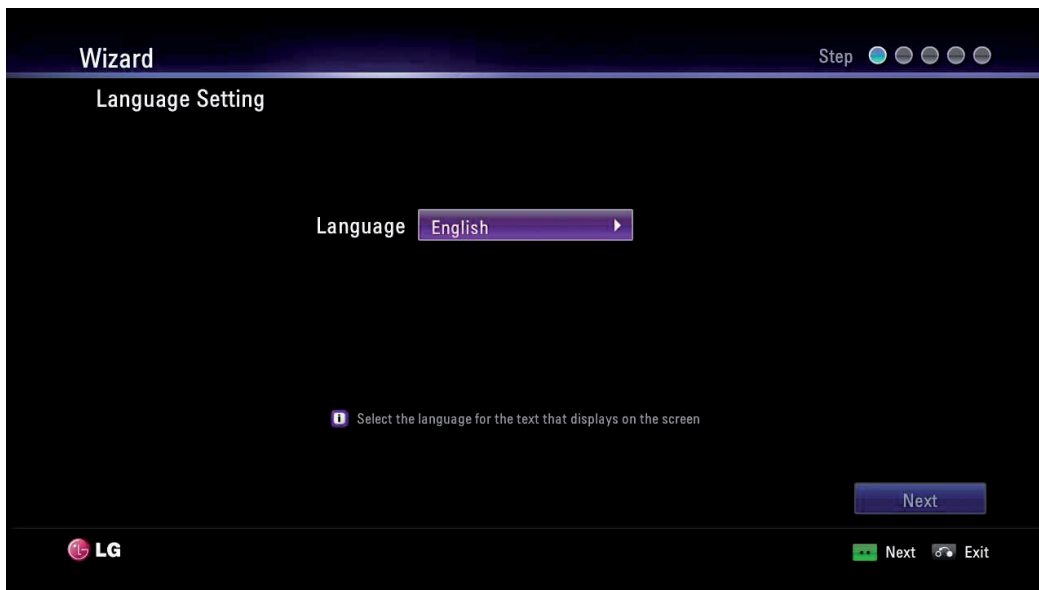 Wizard
Step
Language Setting
Language English
Select the language for the text that displays on the screen
Next
LG
Next Exit